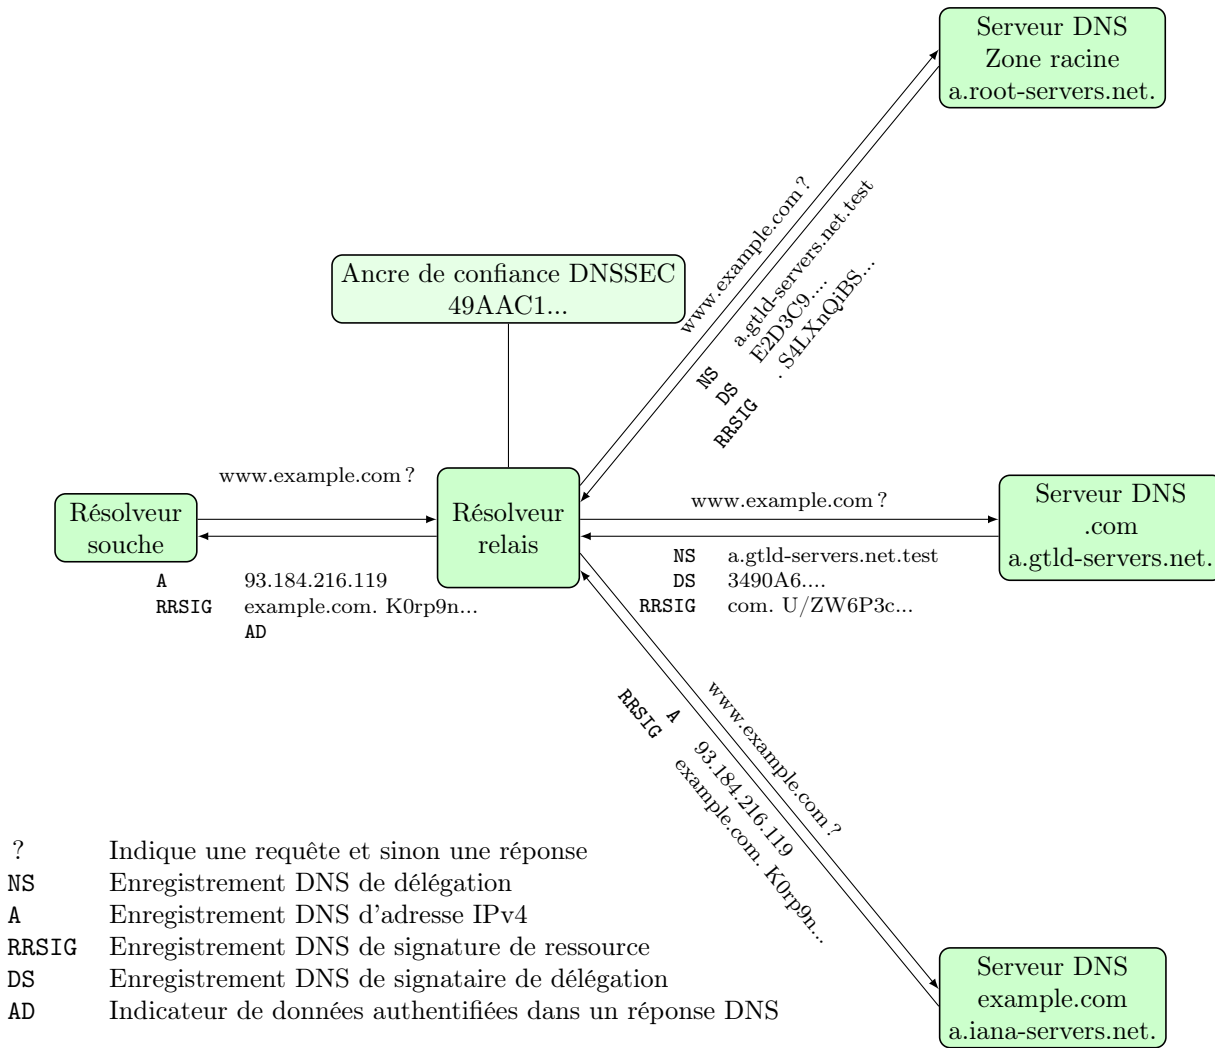 Serveur DNS
Zone racine
a.root-servers.net.
www.example.com ?
NS a.gtld-servers.net.test
DS E2D3C9....
RRSIG . S4LXnQiBS...
Ancre de confiance DNSSEC
49AAC1...
www.example.com ?
Résolveur
souche
A 93.184.216.119
RRSIG example.com. K0rp9n...
AD
Résolveur
relais
www.example.com ?
NS a.gtld-servers.net.test
DS 3490A6....
RRSIG com. U/ZW6P3c...
Serveur DNS
.com
a.gtld-servers.net.
www.example.com ?
A 93.184.216.119
RRSIG example.com. K0rp9n...
Serveur DNS
example.com
a.iana-servers.net.
? Indique une requête et sinon une réponse
NS Enregistrement DNS de délégation
A Enregistrement DNS d'adresse IPv4
RRSIG Enregistrement DNS de signature de ressource
DS Enregistrement DNS de signataire de délégation
AD Indicateur de données authentifiées dans un réponse DNS